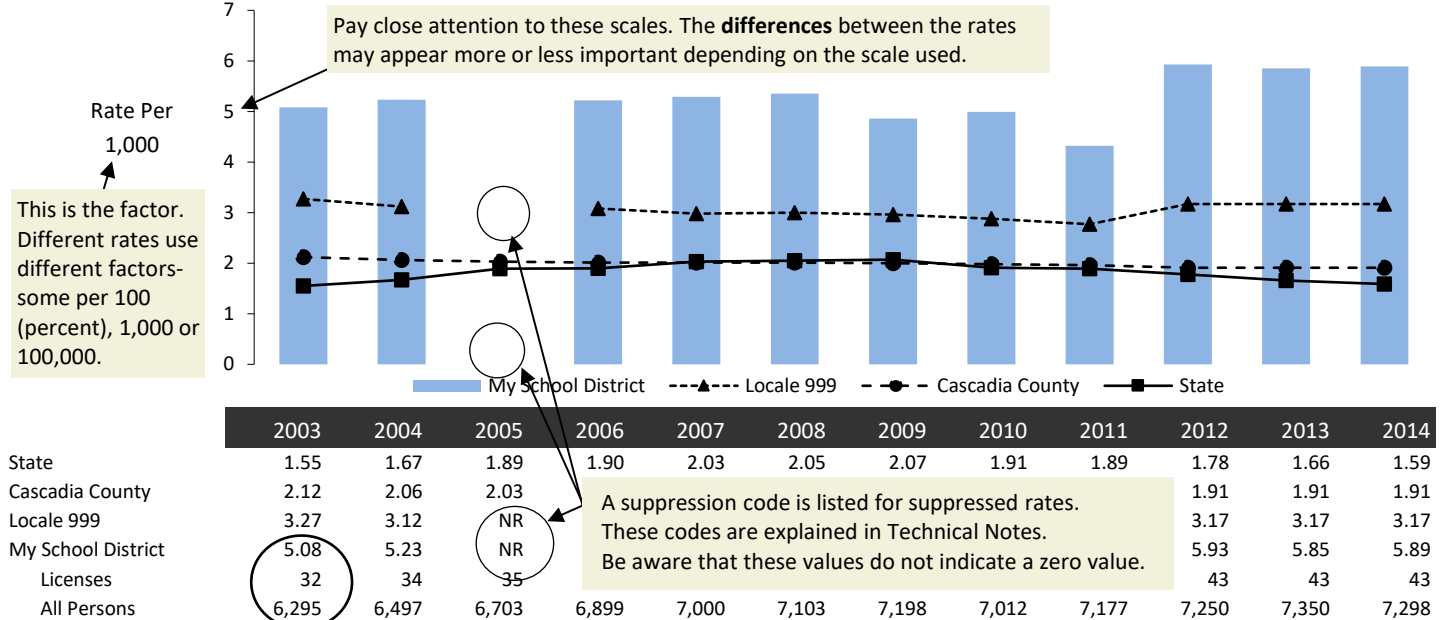 7
Pay close attention to these scales. The differences between the rates
may appear more or less important depending on the scale used.
6
5
Rate Per
1,000
4
This is the factor.
Different rates use
different factors-
some per 100
(percent), 1,000 or
100,000.
3
2
1
0
My School District Locale 999 Cascadia County State
2003 2004 2005 2006 2007 2008 2009 2010 2011 2012 2013 2014
State 1.55 1.67 1.89 1.90 2.03 2.05 2.07 1.91 1.89 1.78 1.66 1.59
Cascadia County 2.12 2.06 2.03 1.91 1.91 1.91
Locale 999 3.27 3.12 NR 3.17 3.17 3.17
My School District 5.08 5.23 NR 5.93 5.85 5.89
Licenses 32 34 35 43 43 43
A suppression code is listed for suppressed rates.
These codes are explained in Technical Notes.
Be aware that these values do not indicate a zero value.
All Persons 6,295 6,497 6,703 6,899 7,000 7,103 7,198 7,012 7,177 7,250 7,350 7,298